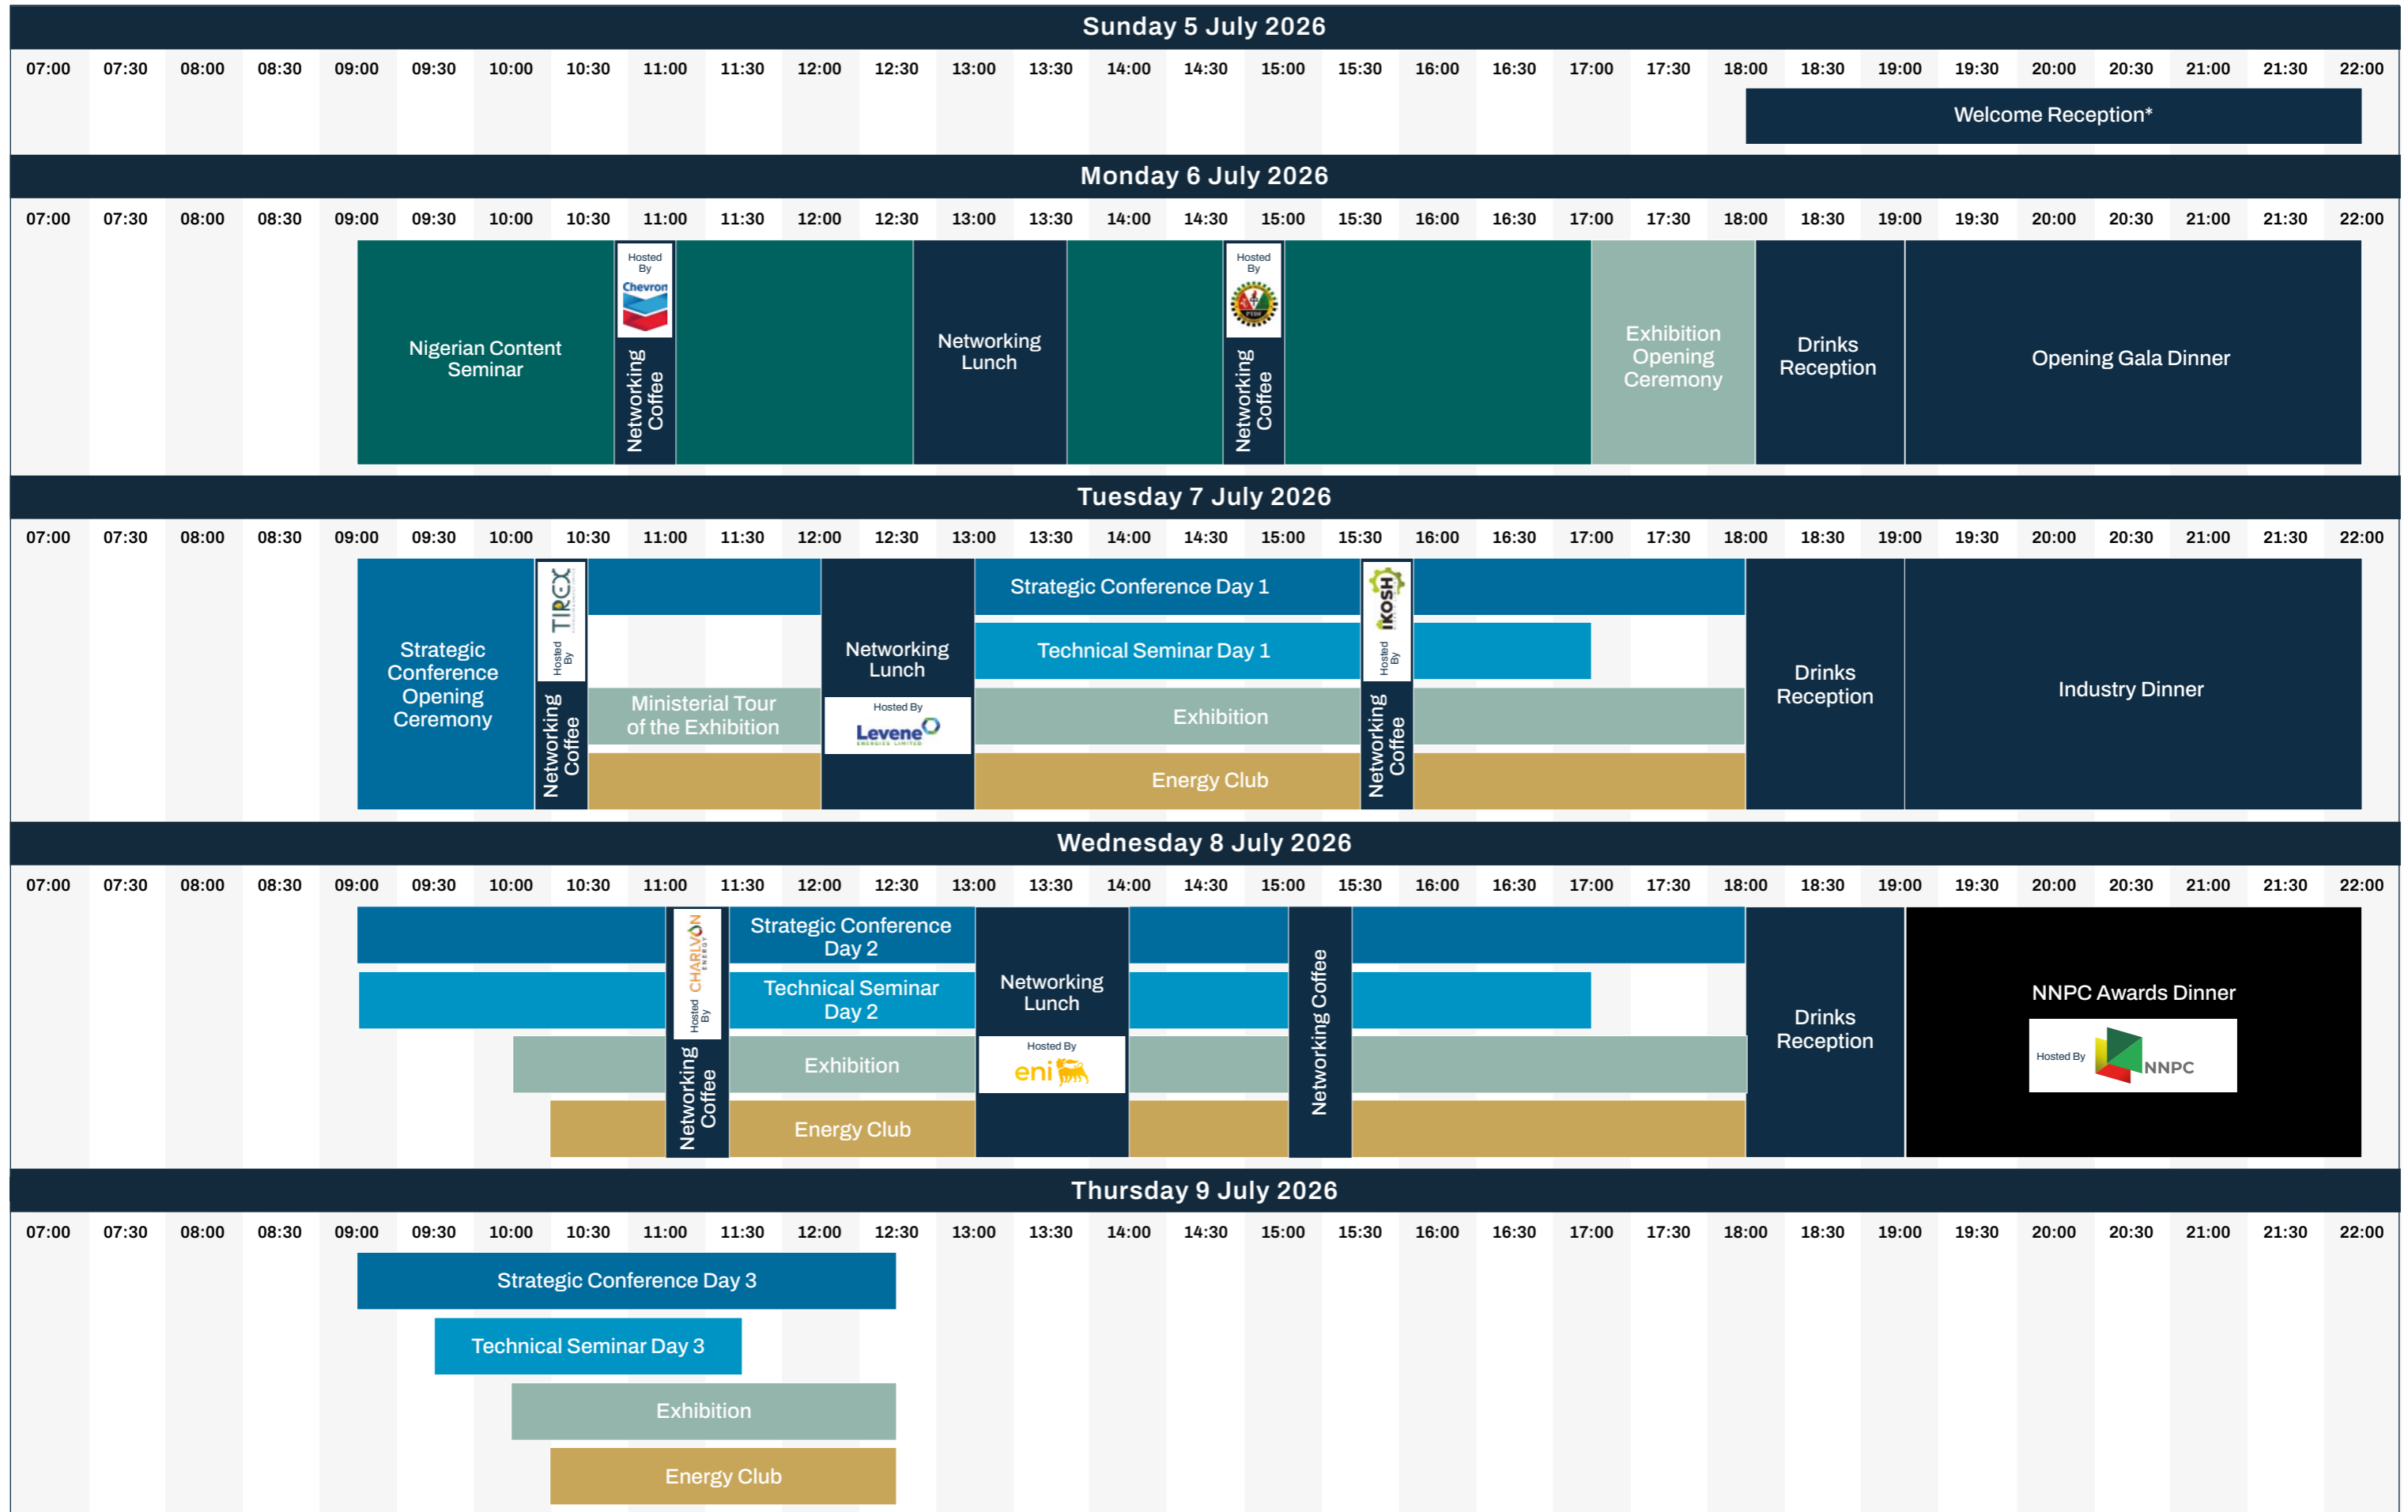 Sunday 5 July 2026
07:00 07:30 08:00 08:30 09:00 09:30 10:00 10:30 11:00 11:30 12:00 12:30 13:00 13:30 14:00 14:30 15:00 15:30 16:00 16:30 17:00 17:30 18:00 18:30 19:00 19:30 20:00 20:30 21:00 21:30 22:00
Welcome Reception*
Monday 6 July 2026
07:00 07:30 08:00 08:30 09:00 09:30 10:00 10:30 11:00 11:30 12:00 12:30 13:00 13:30 14:00 14:30 15:00 15:30 16:00 16:30 17:00 17:30 18:00 18:30 19:00 19:30 20:00 20:30 21:00 21:30 22:00
Nigerian Content
Seminar
Hosted
By
Chevron
Networking
Coffee
Networking
Lunch
Hosted
By
PTDF
Networking
Coffee
Exhibition
Opening
Ceremony
Drinks
Reception
Opening Gala Dinner
Tuesday 7 July 2026
07:00 07:30 08:00 08:30 09:00 09:30 10:00 10:30 11:00 11:30 12:00 12:30 13:00 13:30 14:00 14:30 15:00 15:30 16:00 16:30 17:00 17:30 18:00 18:30 19:00 19:30 20:00 20:30 21:00 21:30 22:00
Strategic
Conference
Opening
Ceremony
Hosted
By
TIREX
Networking
Coffee
Ministerial Tour
of the Exhibition
Networking
Lunch
Hosted By
Levene
ENERGIES LIMITED
Strategic Conference Day 1
Technical Seminar Day 1
Exhibition
Energy Club
Hosted
By
IKOSH
Networking
Coffee
Drinks
Reception
Industry Dinner
Wednesday 8 July 2026
07:00 07:30 08:00 08:30 09:00 09:30 10:00 10:30 11:00 11:30 12:00 12:30 13:00 13:30 14:00 14:30 15:00 15:30 16:00 16:30 17:00 17:30 18:00 18:30 19:00 19:30 20:00 20:30 21:00 21:30 22:00
Hosted
By
CHARLVON
ENERGY
Networking
Coffee
Strategic Conference
Day 2
Technical Seminar
Day 2
Exhibition
Energy Club
Networking
Lunch
Hosted By
eni
Networking Coffee
Drinks
Reception
NNPC Awards Dinner
Hosted By
NNPC
Thursday 9 July 2026
07:00 07:30 08:00 08:30 09:00 09:30 10:00 10:30 11:00 11:30 12:00 12:30 13:00 13:30 14:00 14:30 15:00 15:30 16:00 16:30 17:00 17:30 18:00 18:30 19:00 19:30 20:00 20:30 21:00 21:30 22:00
Strategic Conference Day 3
Technical Seminar Day 3
Exhibition
Energy Club